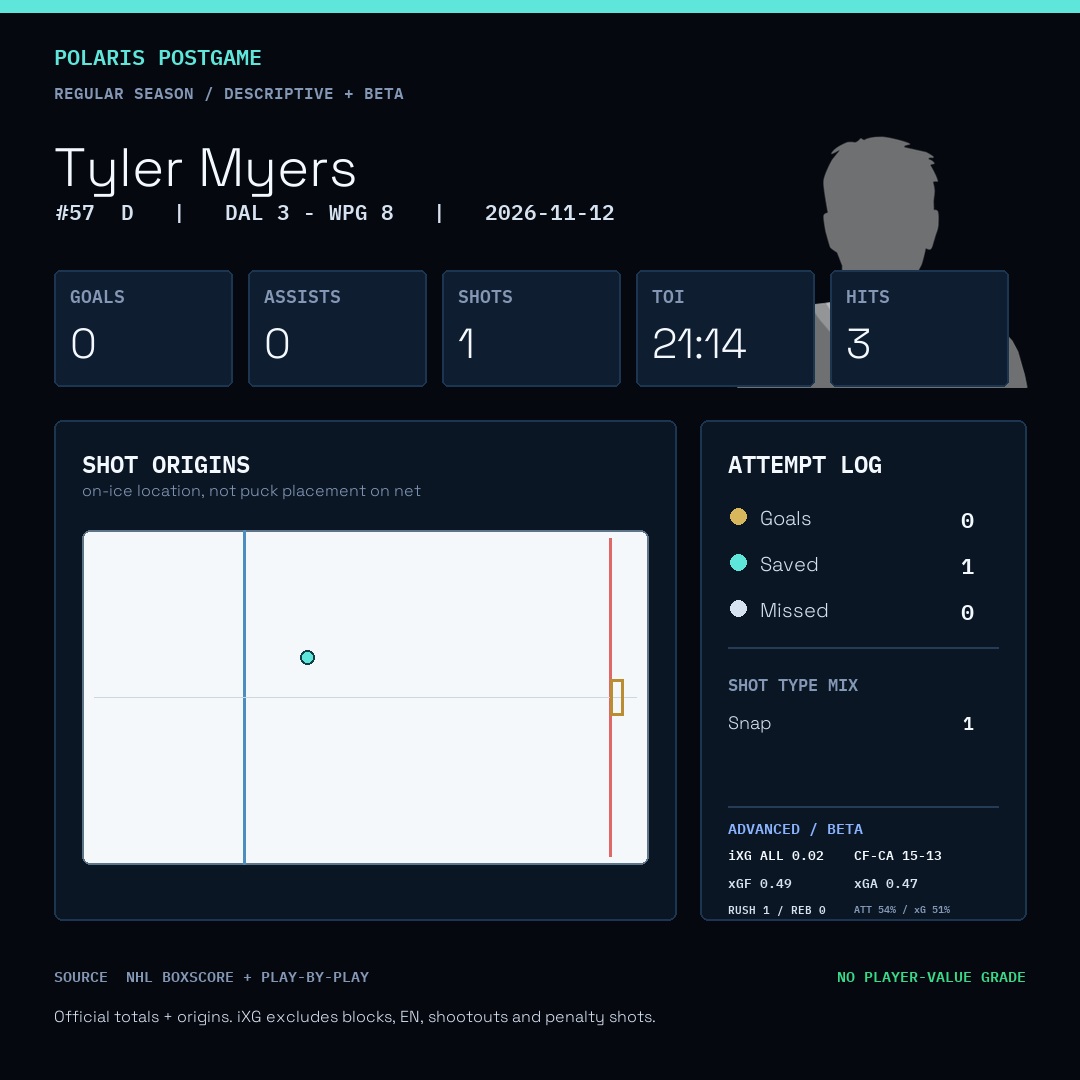 POLARIS POSTGAME
REGULAR SEASON / DESCRIPTIVE + BETA
Tyler Myers
#57 D | DAL 3 - WPG 8 | 2026-11-12
GOALS ASSISTS SHOTS TOI HITS
0 0 1 21:14 3
SHOT ORIGINS
on-ice location, not puck placement on net
ATTEMPT LOG
Goals 0
Saved 1
Missed 0
SHOT TYPE MIX
Snap 1
ADVANCED / BETA
iXG ALL 0.02 CF-CA 15-13
xGF 0.49 xGA 0.47
RUSH 1 / REB 0 ATT 54% / xG 51%
SOURCE NHL BOXSCORE + PLAY-BY-PLAY
NO PLAYER-VALUE GRADE
Official totals + origins. iXG excludes blocks, EN, shootouts and penalty shots.